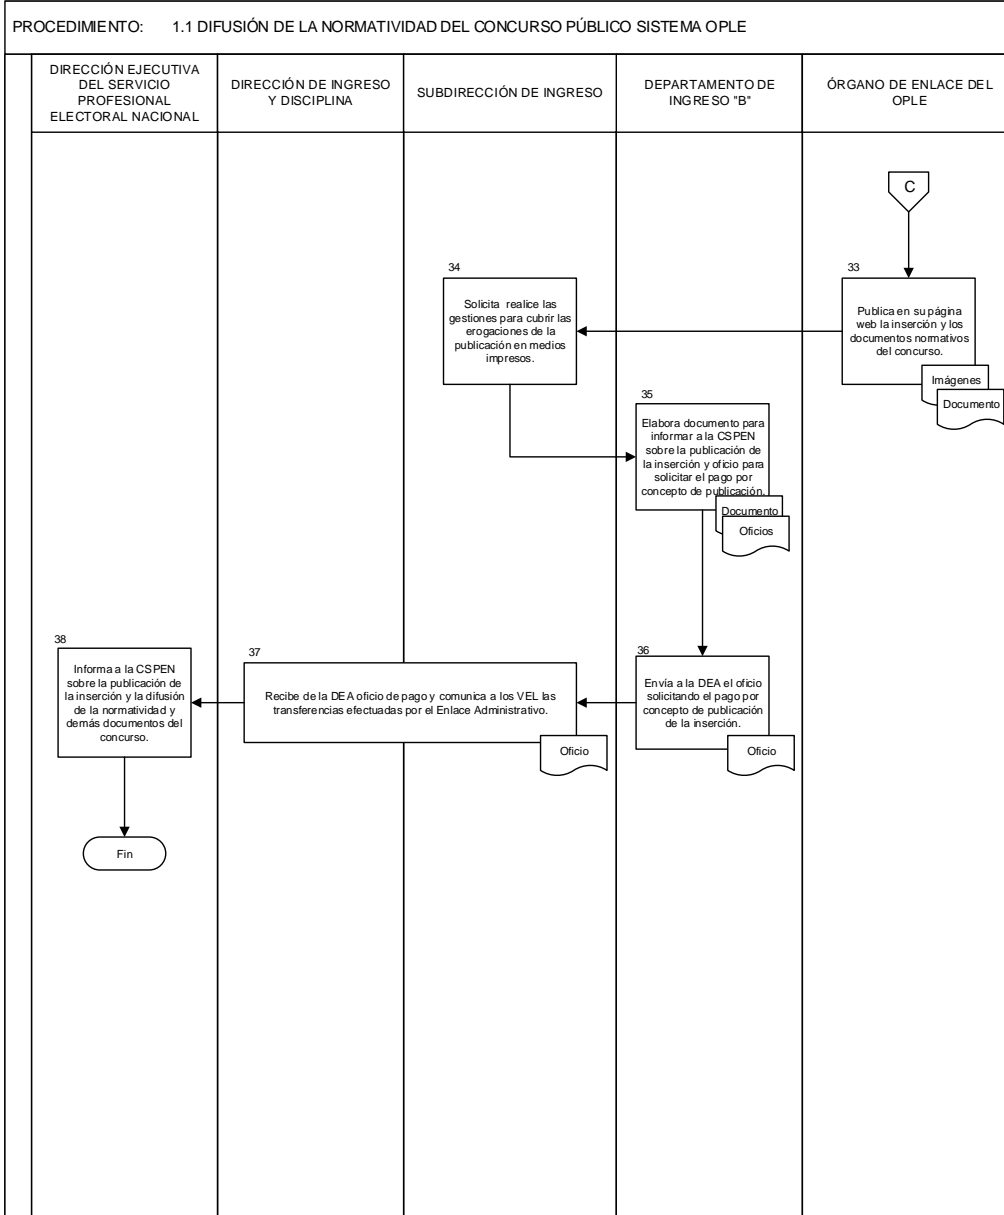 PROCEDIMIENTO: 1.1 DIFUSIÓN DE LA NORMATIVIDAD DEL CONCURSO PÚBLICO SISTEMA OPLE
DIRECCIÓN EJECUTIVA
DEL SERVICIO
PROFESIONAL
ELECTORAL NACIONAL
DIRECCIÓN DE INGRESO
Y DISCIPLINA
SUBDIRECCIÓN DE INGRESO
DEPARTAMENTO DE
INGRESO "B"
ÓRGANO DE ENLACE DEL
OPLE
C
33
Publica en su página
web la inserción y los
documentos normativos
del concurso.
Imágenes
Documento
34
Solicita realice las
gestiones para cubrir las
erogaciones de la
publicación en medios
impresos.
35
Elabora documento para
informar a la CSPEN
sobre la publicación de
la inserción y oficio para
solicitar el pago por
concepto de publicación.
Documento
Oficios
36
Envía a la DEA el oficio
solicitando el pago por
concepto de publicación
de la inserción.
Oficio
37
Recibe de la DEA oficio de pago y comunica a los VEL las
transferencias efectuadas por el Enlace Administrativo.
Oficio
38
Informa a la CSPEN
sobre la publicación de
la inserción y la difusión
de la normatividad y
demás documentos del
concurso.
Fin